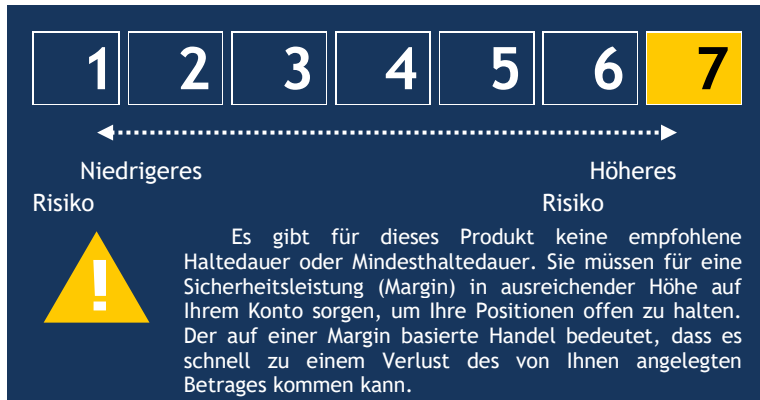 1 2 3 4 5 6 7
Niedrigeres Höheres
Risiko Risiko
!
Es gibt für dieses Produkt keine empfohlene
Haltedauer oder Mindesthaltedauer. Sie müssen für eine
Sicherheitsleistung (Margin) in ausreichender Höhe auf
Ihrem Konto sorgen, um Ihre Positionen offen zu halten.
Der auf einer Margin basierte Handel bedeutet, dass es
schnell zu einem Verlust des von Ihnen angelegten
Betrages kommen kann.